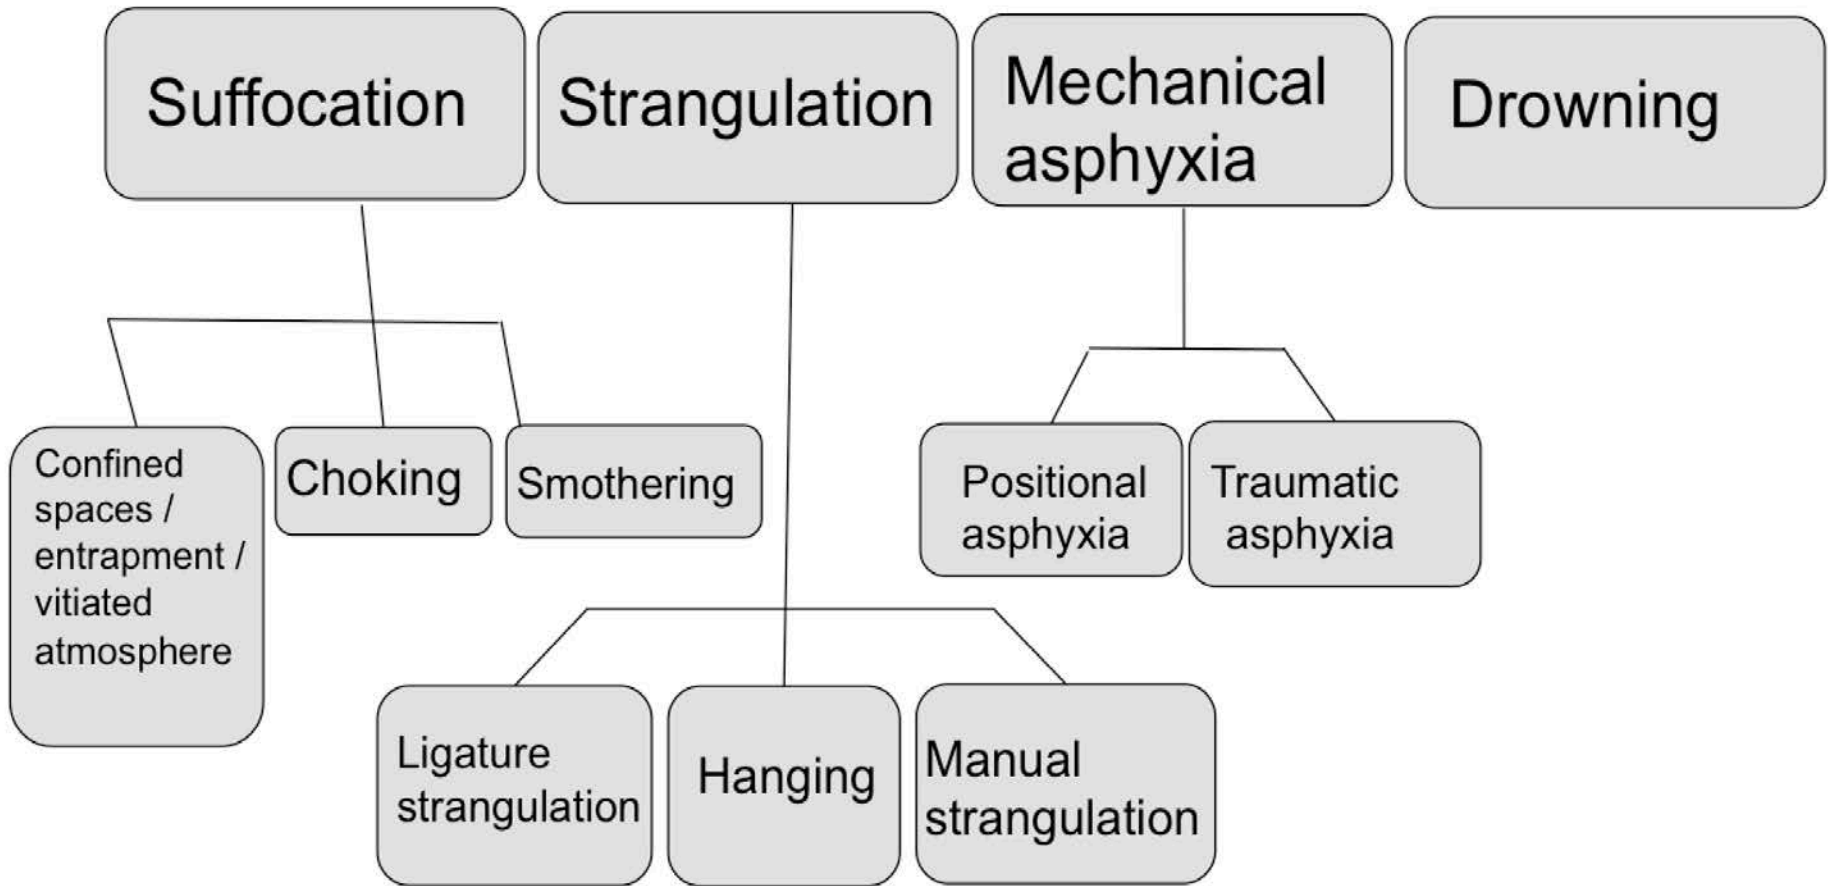 Suffocation
Strangulation
Mechanical
asphyxia
Drowning
Confined
spaces /
entrapment /
vitiated
atmosphere
Choking
Smothering
Positional
asphyxia
Traumatic
asphyxia
Ligature
strangulation
Hanging
Manual
strangulation